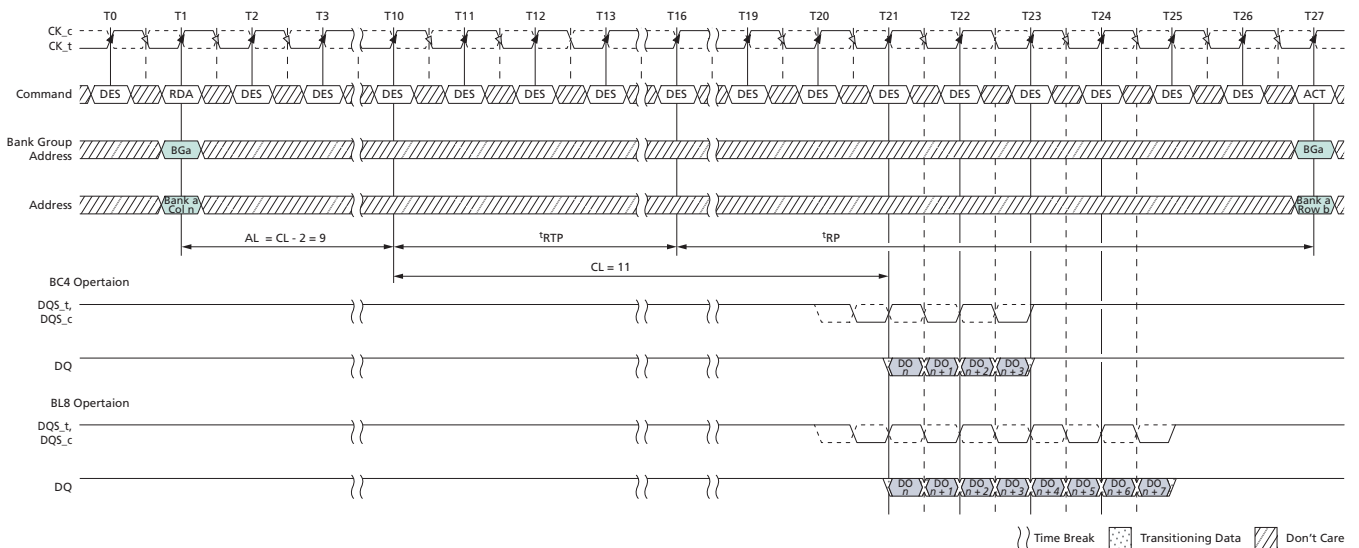 T0 T1 T2 T3 T10 T11 T12 T13 T16 T19 T20 T21 T22 T23 T24 T25 T26 T27
CK_c
CK_t
Command DES RDA DES DES DES DES DES DES DES DES DES DES DES DES DES DES DES ACT
Bank Group
Address BGa BGa
Address Bank a
Col n Bank a
Row b
AL = CL - 2 = 9 tRTP tRP
CL = 11
BC4 Opertaion
DQS_t,
DQS_c
DQ DO
n DO
n + 1 DO
n + 2 DO
n + 3
BL8 Opertaion
DQS_t,
DQS_c
DQ DO
n DO
n + 1 DO
n + 2 DO
n + 3 DO
n + 4 DO
n + 5 DO
n + 6 DO
n + 7
Time Break Transitioning Data Don't Care